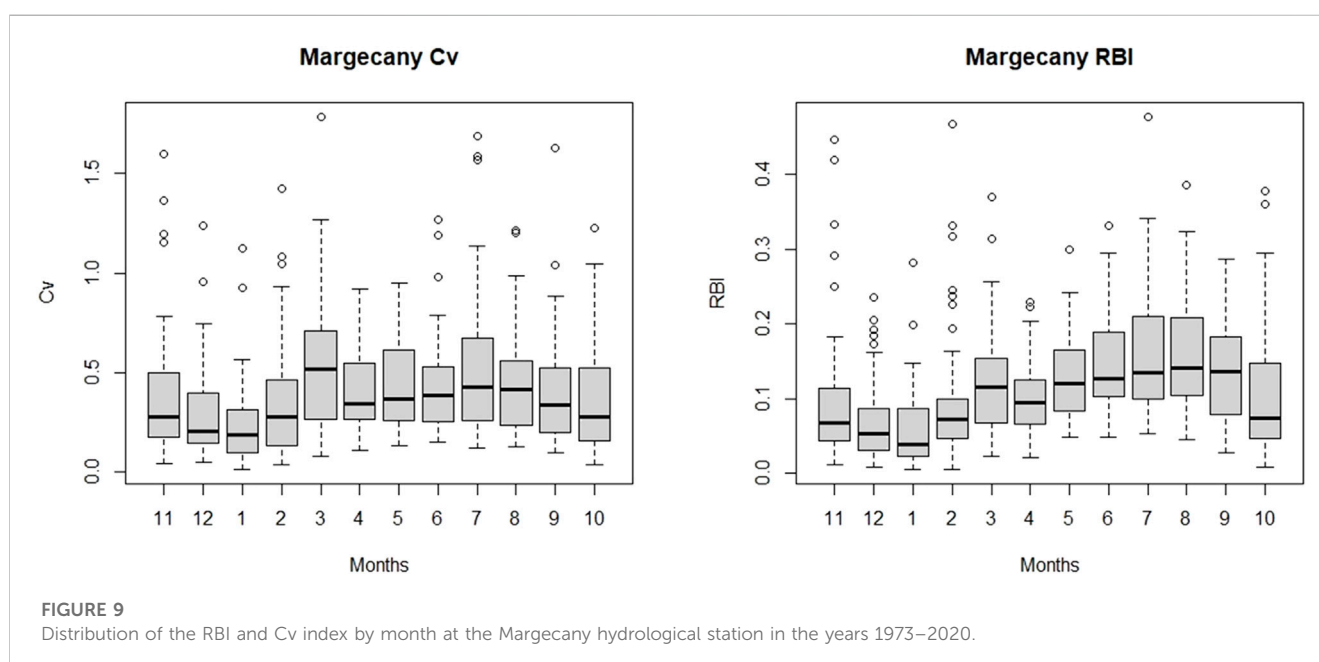 Margecany Cv
Margecany RBI
1.5
1.0
0.5
0.0
Cv
11 12 1 2 3 4 5 6 7 8 9 10
Months
0.4
0.3
0.2
0.1
0.0
RBI
11 12 1 2 3 4 5 6 7 8 9 10
Months
FIGURE 9
Distribution of the RBI and Cv index by month at the Margecany hydrological station in the years 1973–2020.